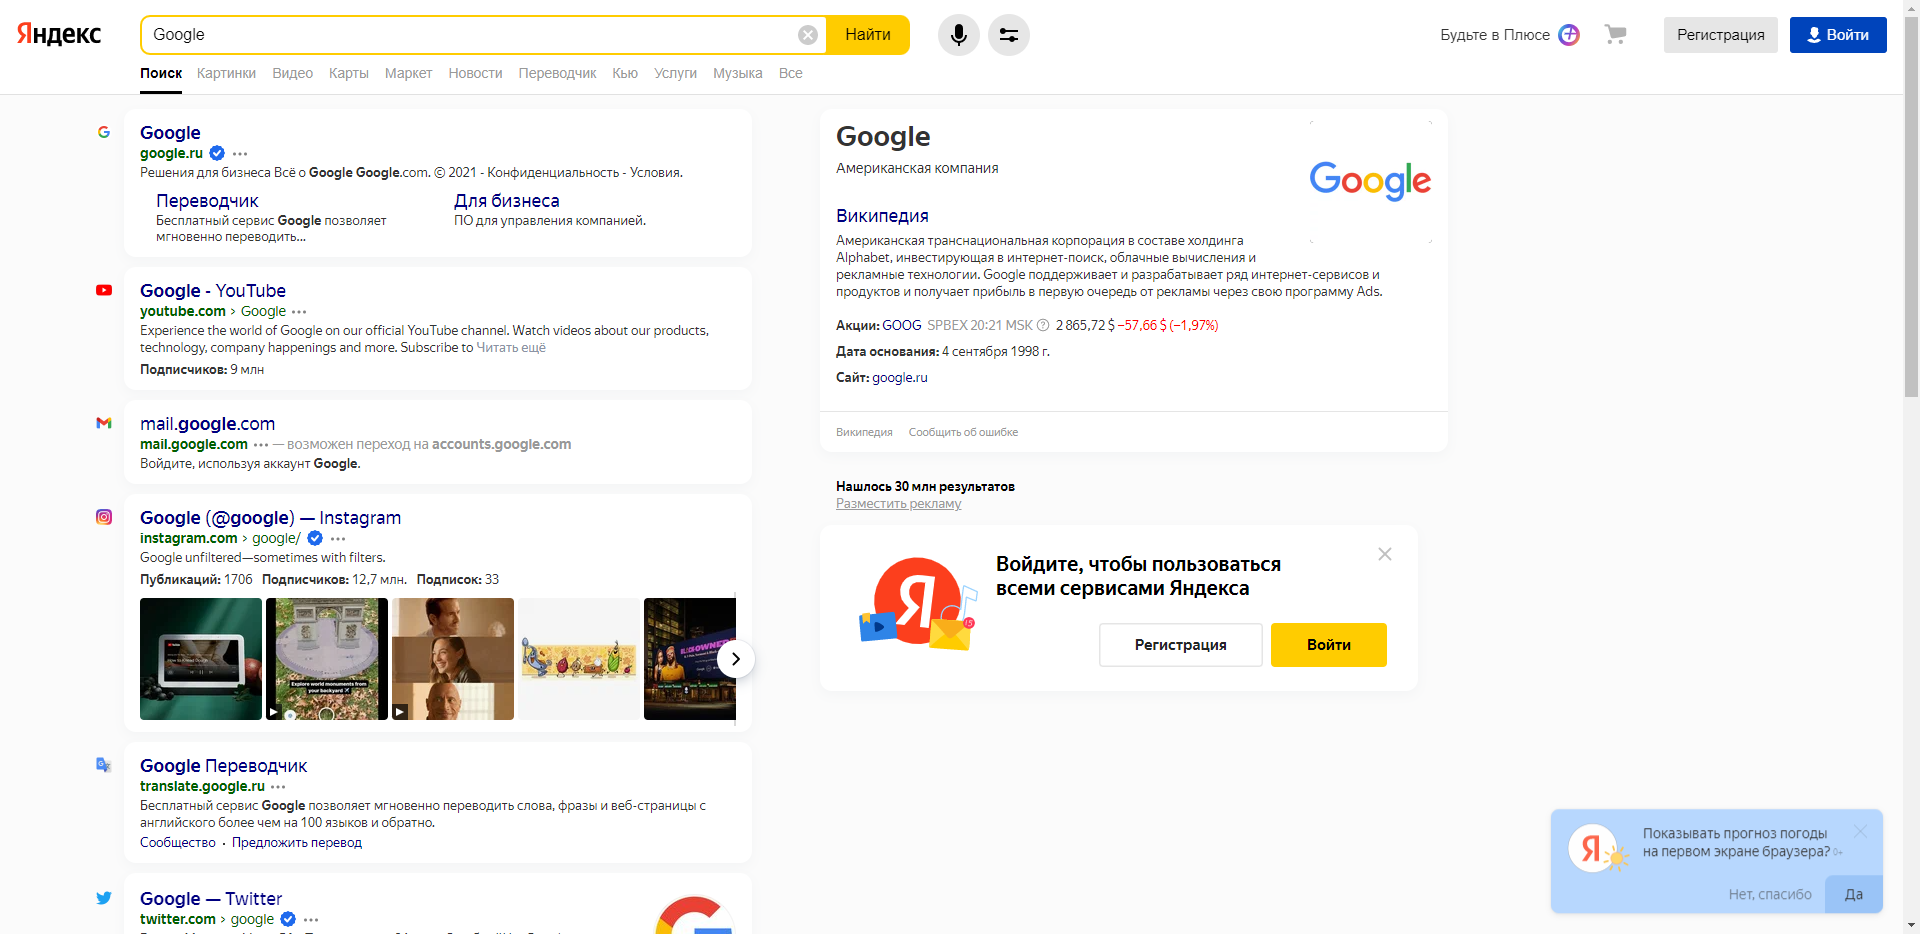 Яндекс
Google
Найти
Будьте в Плюсе
Регистрация
Войти
Поиск Картинки Видео Карты Маркет Новости Переводчик Кью Услуги Музыка Все
Google
google.ru
Решения для бизнеса Всё о Google Google.com. © 2021 - Конфиденциальность - Условия.
Переводчик
Бесплатный сервис Google позволяет
мгновенно переводить...
Для бизнеса
ПО для управления компанией.
Google - YouTube
youtube.com › Google
Experience the world of Google on our official YouTube channel. Watch videos about our products,
technology, company happenings and more. Subscribe to Читать ещё
Подписчиков: 9 млн
mail.google.com
mail.google.com — возможен переход на accounts.google.com
Войдите, используя аккаунт Google.
Google (@google) — Instagram
instagram.com › google/
Google unfiltered—sometimes with filters.
Публикаций: 1706 Подписчиков: 12,7 млн. Подписок: 33
Explore world monuments from
your backyard
Google Переводчик
translate.google.ru
Бесплатный сервис Google позволяет мгновенно переводить слова, фразы и веб-страницы с
английского более чем на 100 языков и обратно.
Сообщество · Предложить перевод
Google — Twitter
twitter.com › google
Google
Американская компания
Google
Википедия
Американская транснациональная корпорация в составе холдинга
Alphabet, инвестирующая в интернет-поиск, облачные вычисления и
рекламные технологии. Google поддерживает и разрабатывает ряд интернет-сервисов и
продуктов и получает прибыль в первую очередь от рекламы через свою программу Ads.
Акции: GOOG SPBEX 20:21 MSK 2 865,72 $ −57,66 $ (−1,97%)
Дата основания: 4 сентября 1998 г.
Сайт: google.ru
Википедия Сообщить об ошибке
Нашлось 30 млн результатов
Разместить рекламу
Я
15
Войдите, чтобы пользоваться
всеми сервисами Яндекса
Регистрация
Войти
Я
Показывать прогноз погоды
на первом экране браузера? 0+
Нет, спасибо
Да